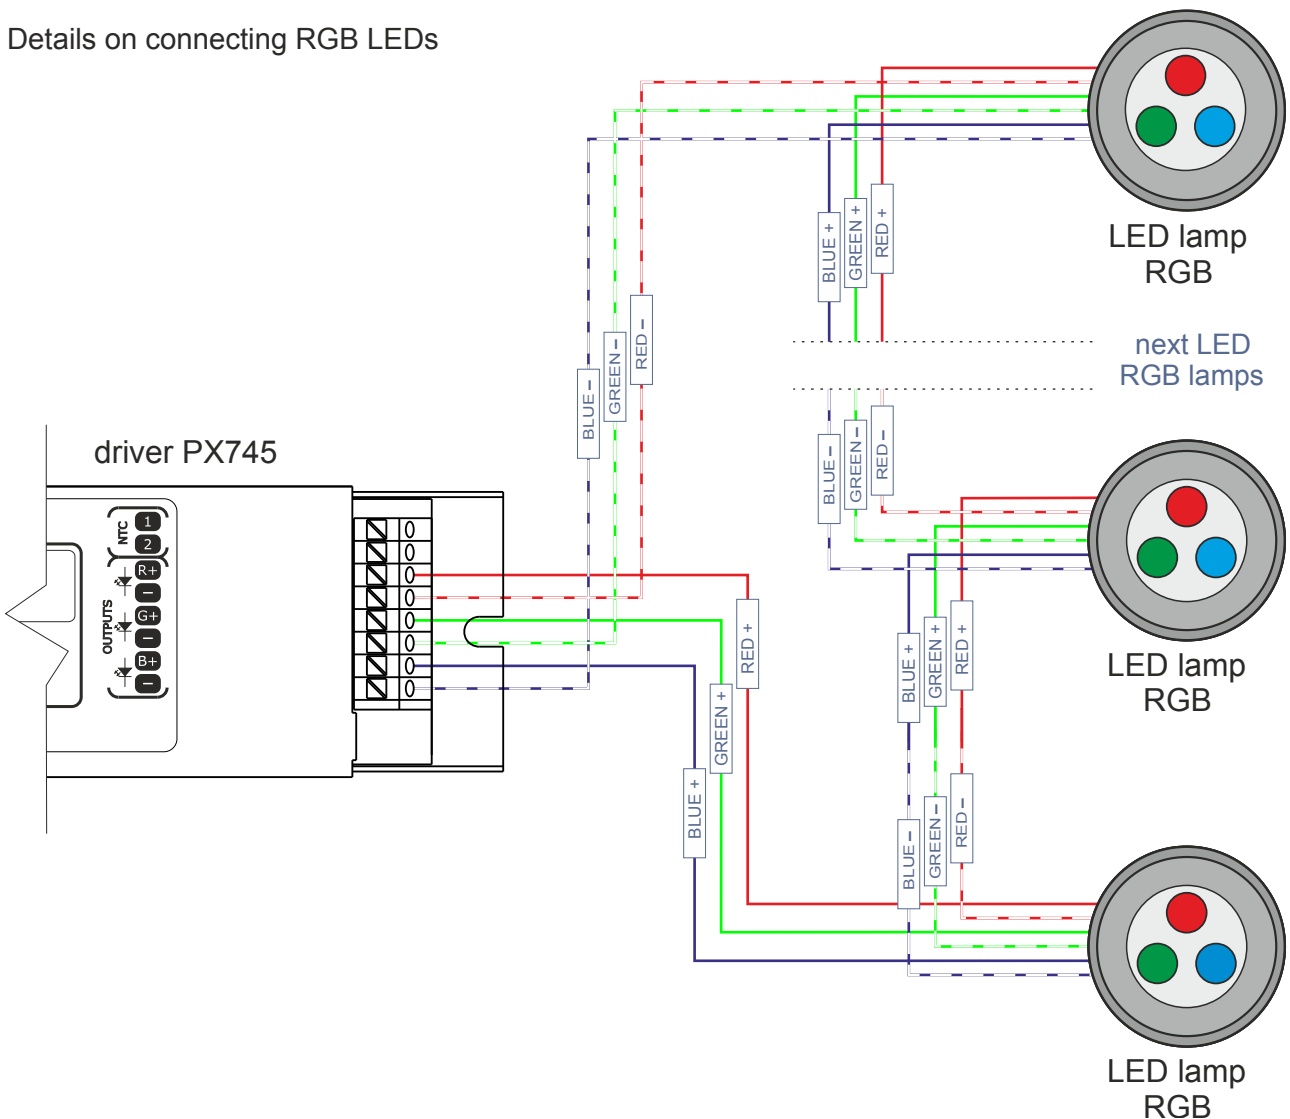 Details on connecting RGB LEDs
LED lamp
RGB
BLUE +
GREEN +
RED +
next LED
RGB lamps
BLUE –
GREEN –
RED –
BLUE –
GREEN –
RED –
driver PX745
NTC
1
2
OUTPUTS
R+
–
G+
–
B+
–
LED lamp
RGB
RED +
GREEN +
BLUE +
BLUE +
GREEN +
RED +
BLUE –
GREEN –
RED –
LED lamp
RGB